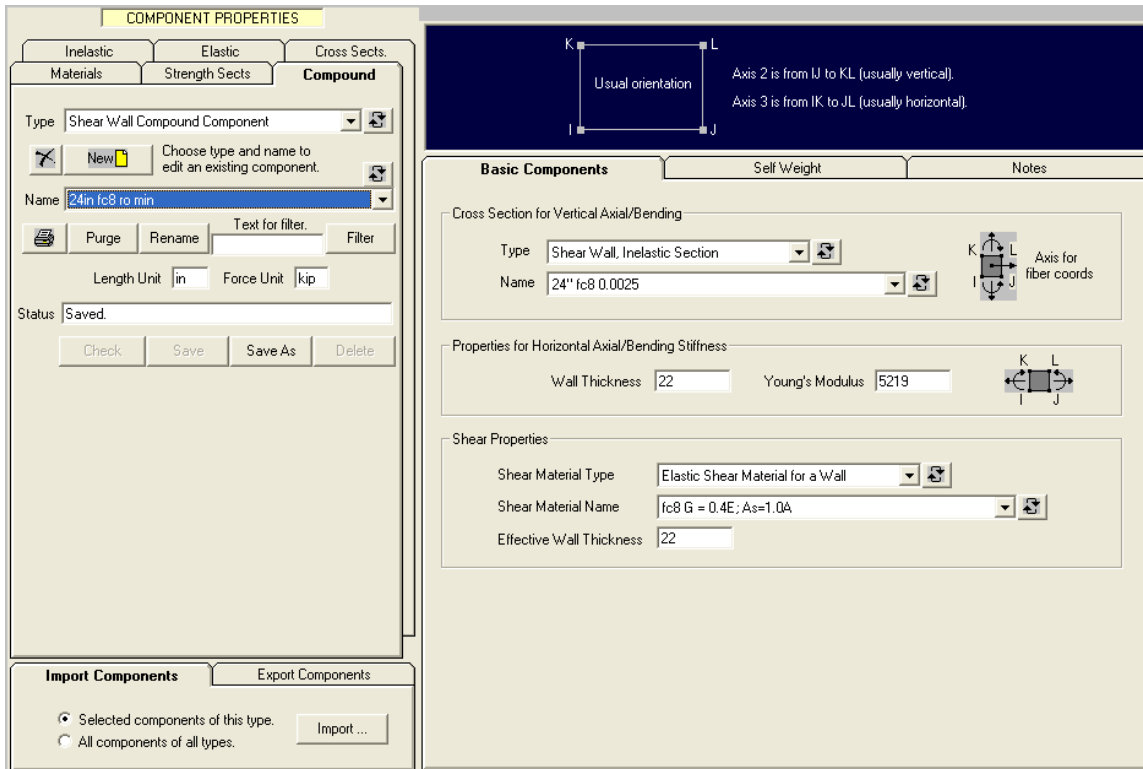 COMPONENT PROPERTIES
Inelastic Elastic Cross Sects.
Materials Strength Sects Compound
Type Shear Wall Compound Component
New Choose type and name to
edit an existing component.
Name 24in fc8 ro min
Text for filter.
Purge Rename Filter
Length Unit in Force Unit kip
Status Saved.
Check Save Save As Delete
Import Components Export Components
Selected components of this type.
All components of all types.
Import ...
K L
Usual orientation
I J
Axis 2 is from IJ to KL (usually vertical).
Axis 3 is from IK to JL (usually horizontal).
Basic Components Self Weight Notes
Cross Section for Vertical Axial/Bending
Type Shear Wall, Inelastic Section
Name 24" fc8 0.0025
K L
I J
Axis for
fiber coords
Properties for Horizontal Axial/Bending Stiffness
Wall Thickness 22 Young's Modulus 5219
K L
I J
Shear Properties
Shear Material Type Elastic Shear Material for a Wall
Shear Material Name fc8 G = 0.4E; As=1.0A
Effective Wall Thickness 22